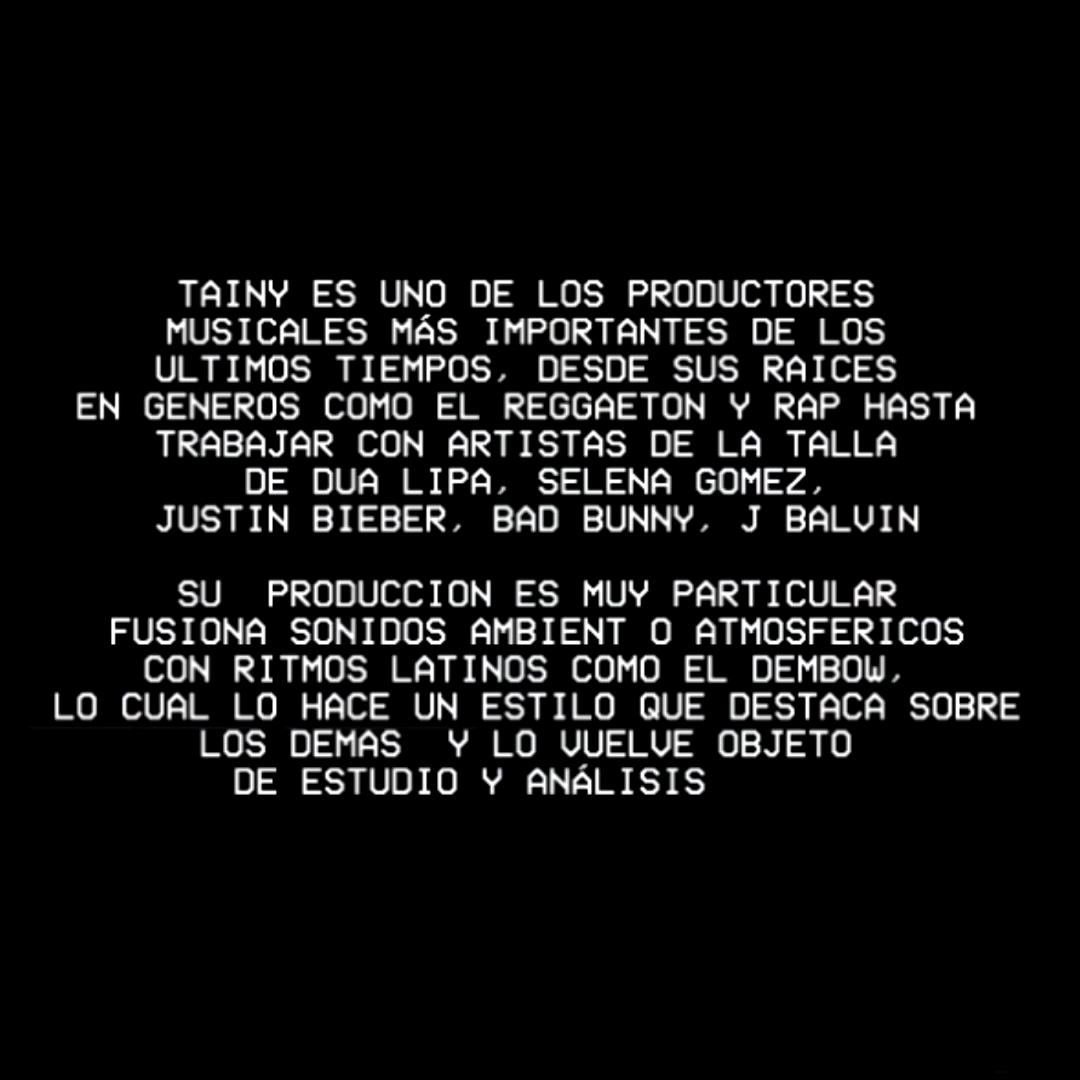 TAINY ES UNO DE LOS PRODUCTORES
MUSICALES MÁS IMPORTANTES DE LOS
ULTIMOS TIEMPOS, DESDE SUS RAICES
EN GENEROS COMO EL REGGAETON Y RAP HASTA
TRABAJAR CON ARTISTAS DE LA TALLA
DE DUA LIPA, SELENA GOMEZ,
JUSTIN BIEBER, BAD BUNNY, J BALVIN
SU PRODUCCION ES MUY PARTICULAR
FUSIONA SONIDOS AMBIENT O ATMOSFERICOS
CON RITMOS LATINOS COMO EL DEMBOW,
LO CUAL LO HACE UN ESTILO QUE DESTACA SOBRE
LOS DEMAS Y LO VUELVE OBJETO
DE ESTUDIO Y ANÁLISIS